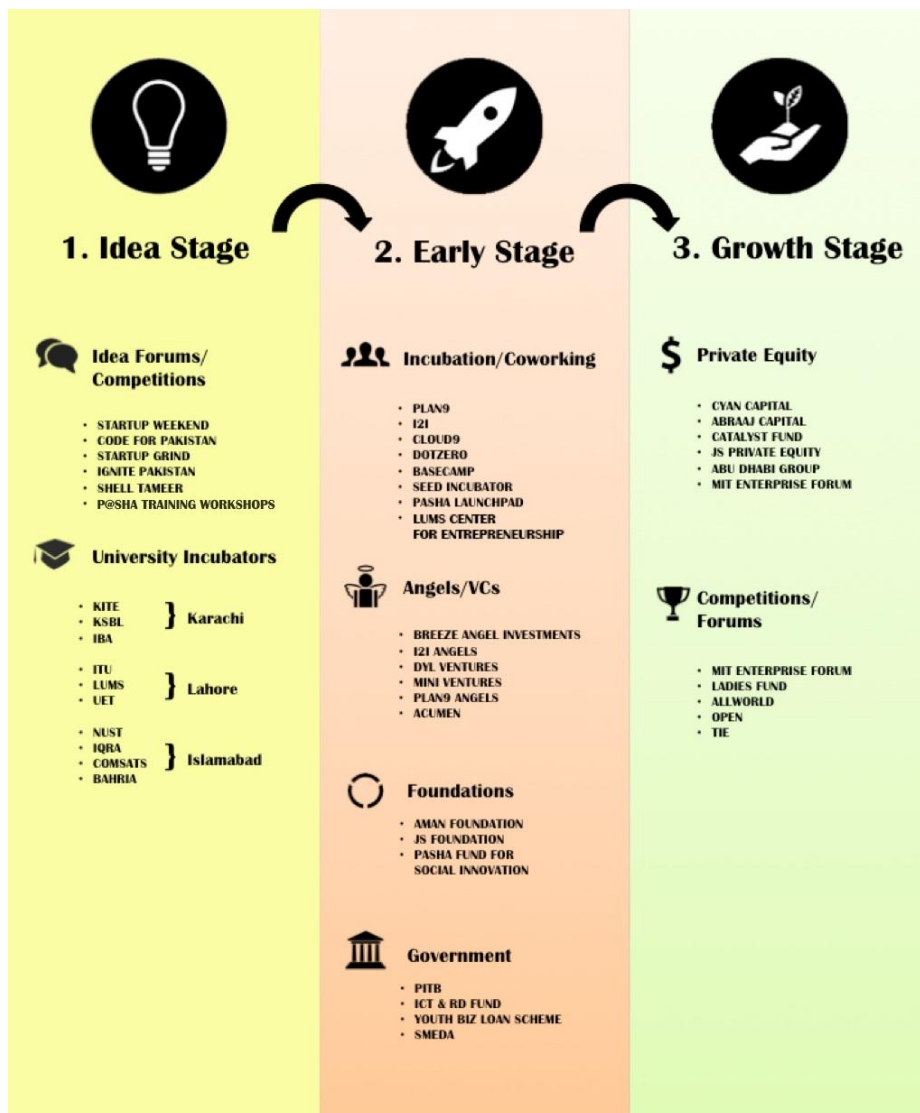 1. Idea Stage
Idea Forums/
Competitions
• STARTUP WEEKEND
• CODE FOR PAKISTAN
• STARTUP GRIND
• IGNITE PAKISTAN
• SHELL TAMEER
• P@SHA TRAINING WORKSHOPS
University Incubators
• KITE
• KSBL
• IBA
} Karachi
• ITU
• LUMS
• UET
} Lahore
• NUST
• IQRA
• COMSATS
• BAHRIA
} Islamabad
2. Early Stage
Incubation/Coworking
• PLAN9
• I2I
• CLOUD9
• DOTZERO
• BASECAMP
• SEED INCUBATOR
• PASHA LAUNCHPAD
• LUMS CENTER
FOR ENTREPRENEURSHIP
Angels/VCs
• BREEZE ANGEL INVESTMENTS
• I2I ANGELS
• DYL VENTURES
• MINI VENTURES
• PLAN9 ANGELS
• ACUMEN
Foundations
• AMAN FOUNDATION
• JS FOUNDATION
• PASHA FUND FOR
SOCIAL INNOVATION
Government
• PITB
• ICT & RD FUND
• YOUTH BIZ LOAN SCHEME
• SMEDA
3. Growth Stage
$ Private Equity
• CYAN CAPITAL
• ABRAAJ CAPITAL
• CATALYST FUND
• JS PRIVATE EQUITY
• ABU DHABI GROUP
• MIT ENTERPRISE FORUM
Competitions/
Forums
• MIT ENTERPRISE FORUM
• LADIES FUND
• ALLWORLD
• OPEN
• TIE